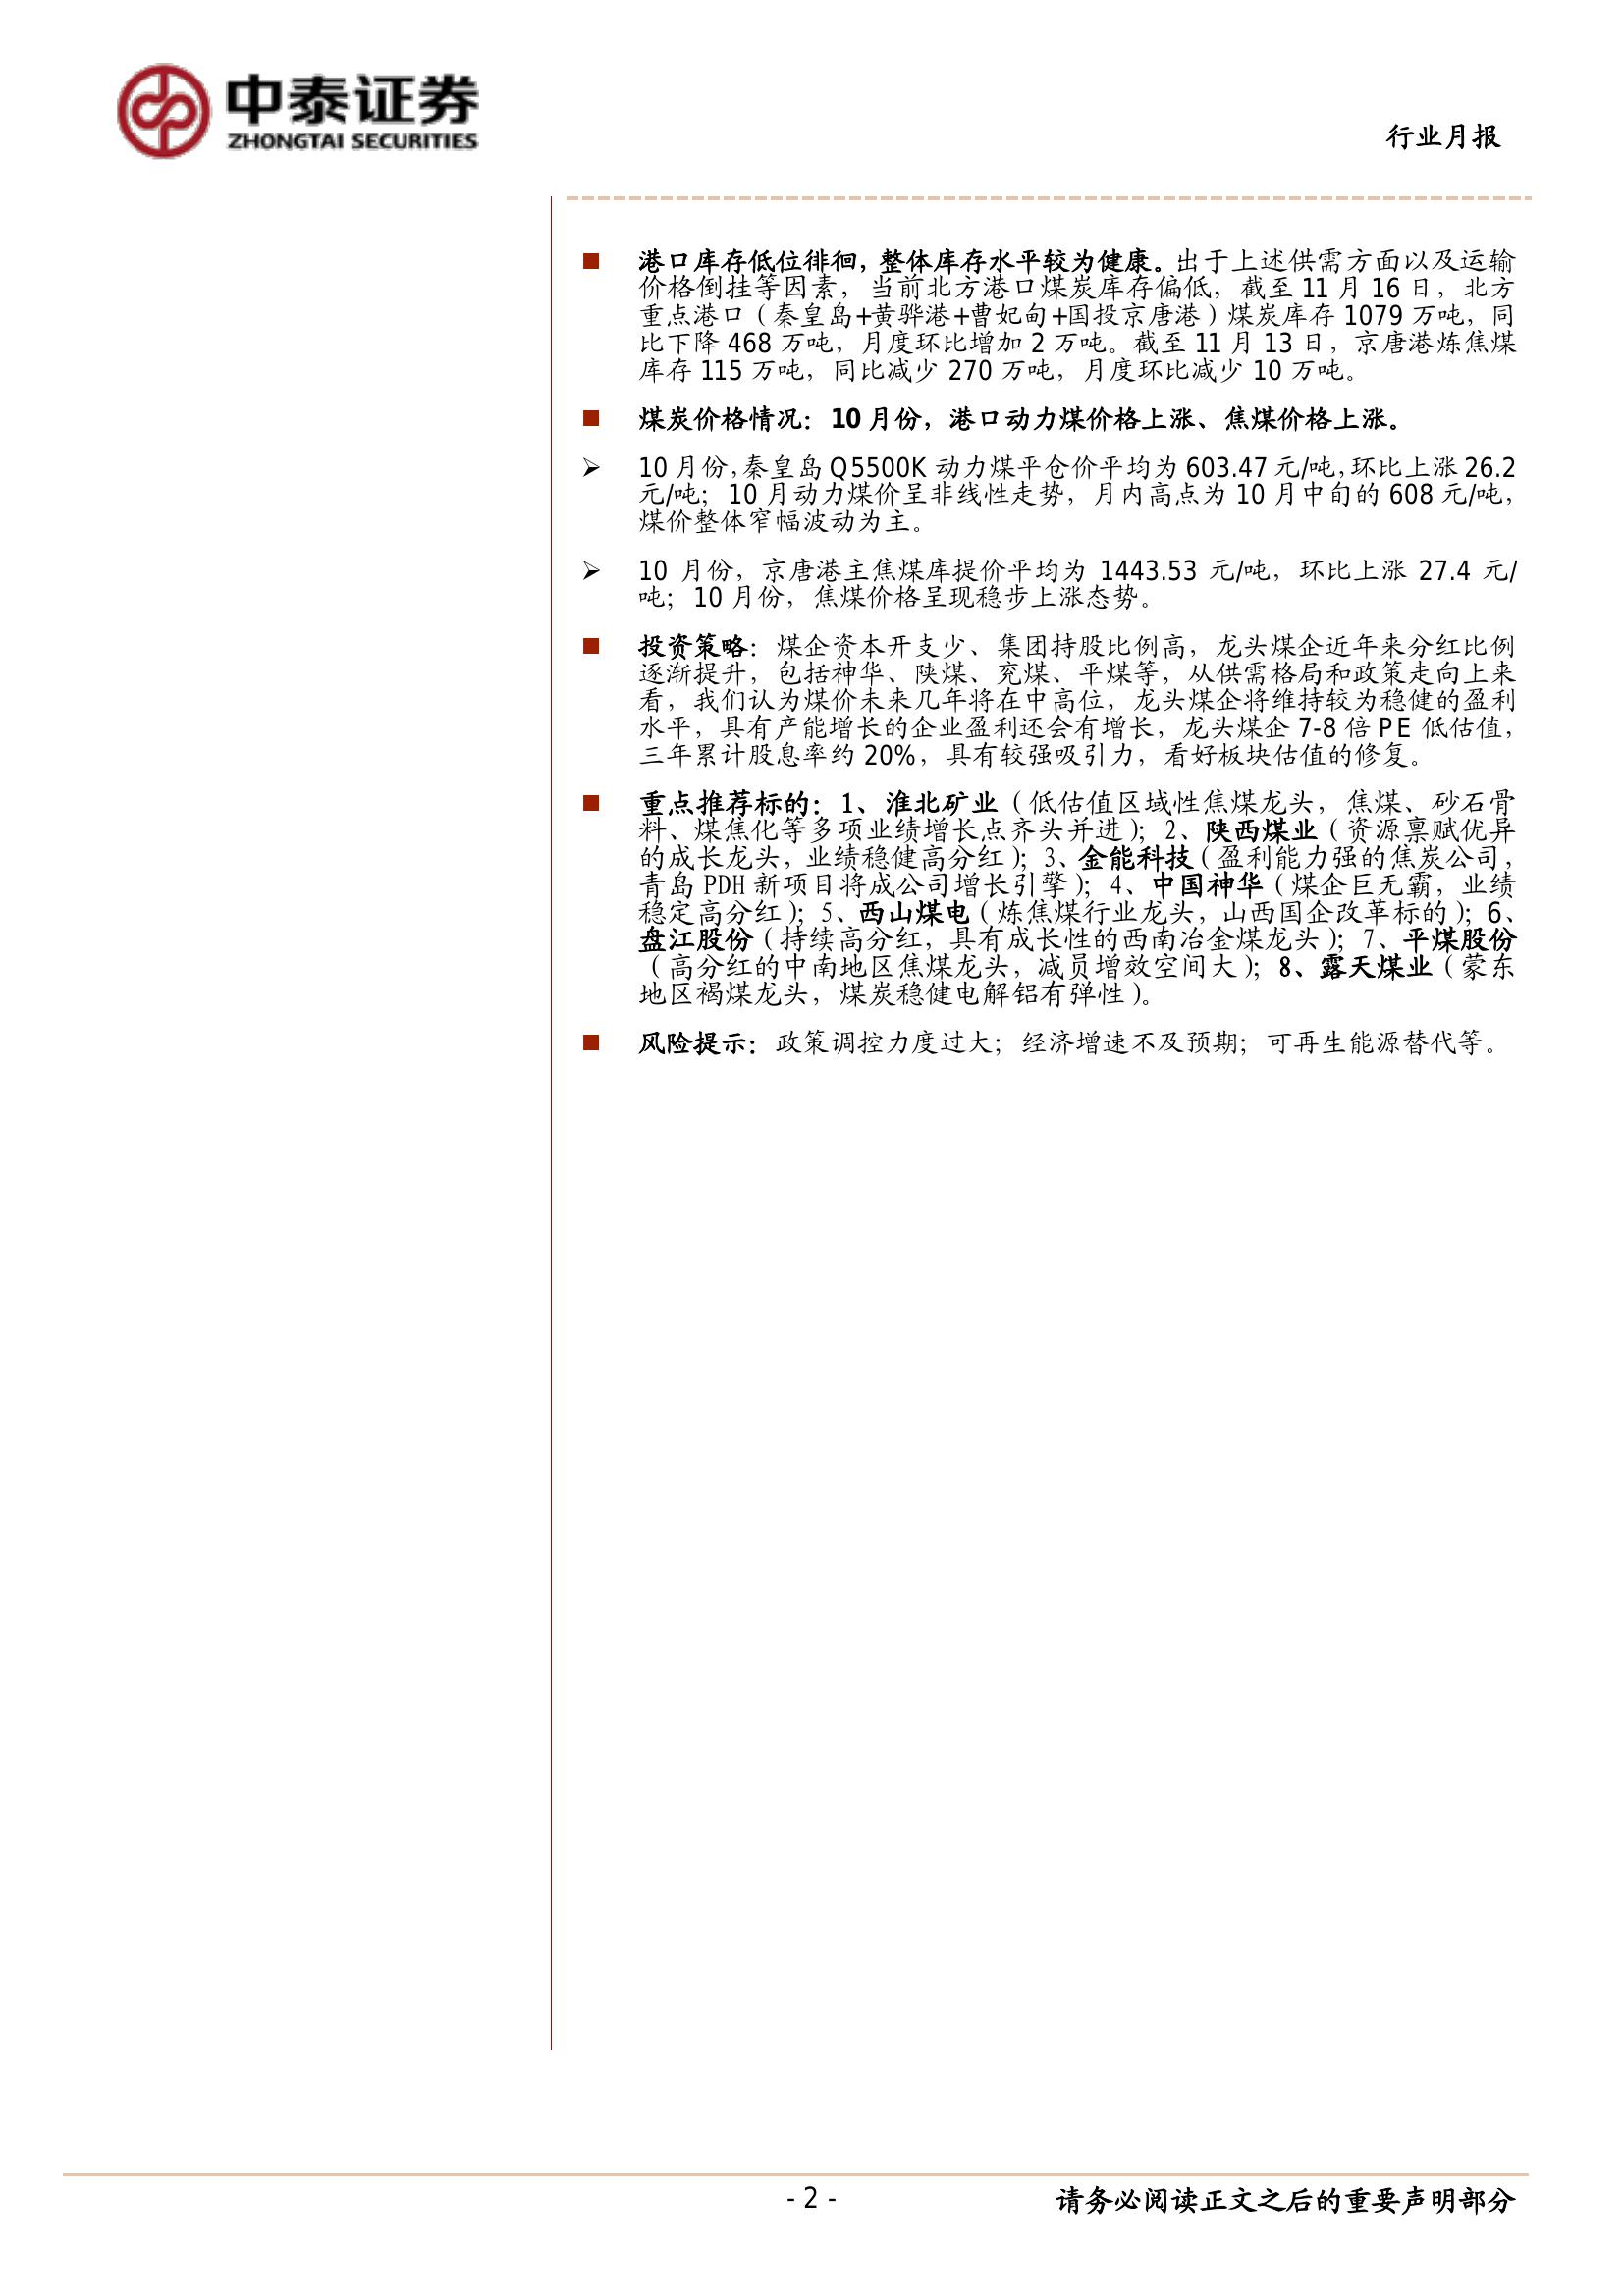 中泰证券
ZHONGTAI SECURITIES
行业月报
■ 港口库存低位徘徊，整体库存水平较为健康。出于上述供需方面以及运输
价格倒挂等因素，当前北方港口煤炭库存偏低，截至 11 月 16 日，北方
重点港口（秦皇岛+黄骅港+曹妃甸+国投京唐港）煤炭库存 1079 万吨，同
比下降 468 万吨，月度环比增加 2 万吨。截至 11 月 13 日，京唐港炼焦煤
库存 115 万吨，同比减少 270 万吨，月度环比减少 10 万吨。
■ 煤炭价格情况：10 月份，港口动力煤价格上涨、焦煤价格上涨。
➢ 10 月份，秦皇岛 Q5500K 动力煤平仓价平均为 603.47 元/吨，环比上涨 26.2
元/吨；10 月动力煤价呈非线性走势，月内高点为 10 月中旬的 608 元/吨，
煤价整体窄幅波动为主。
➢ 10 月份，京唐港主焦煤库提价平均为 1443.53 元/吨，环比上涨 27.4 元/
吨；10 月份，焦煤价格呈现稳步上涨态势。
■ 投资策略：煤企资本开支少、集团持股比例高，龙头煤企近年来分红比例
逐渐提升，包括神华、陕煤、兖煤、平煤等，从供需格局和政策走向上来
看，我们认为煤价未来几年将在中高位，龙头煤企将维持较为稳健的盈利
水平，具有产能增长的企业盈利还会有增长，龙头煤企 7-8 倍 PE 低估值，
三年累计股息率约 20%，具有较强吸引力，看好板块估值的修复。
■ 重点推荐标的：1、淮北矿业（低估值区域性焦煤龙头，焦煤、砂石骨
料、煤焦化等多项业绩增长点齐头并进）；2、陕西煤业（资源禀赋优异
的成长龙头，业绩稳健高分红）；3、金能科技（盈利能力强的焦炭公司，
青岛 PDH 新项目将成公司增长引擎）；4、中国神华（煤企巨无霸，业绩
稳定高分红）；5、西山煤电（炼焦煤行业龙头，山西国企改革标的）；6、
盘江股份（持续高分红，具有成长性的西南冶金煤龙头）；7、平煤股份
（高分红的中南地区焦煤龙头，减员增效空间大）；8、露天煤业（蒙东
地区褐煤龙头，煤炭稳健电解铝有弹性）。
■ 风险提示：政策调控力度过大；经济增速不及预期；可再生能源替代等。
- 2 -
请务必阅读正文之后的重要声明部分